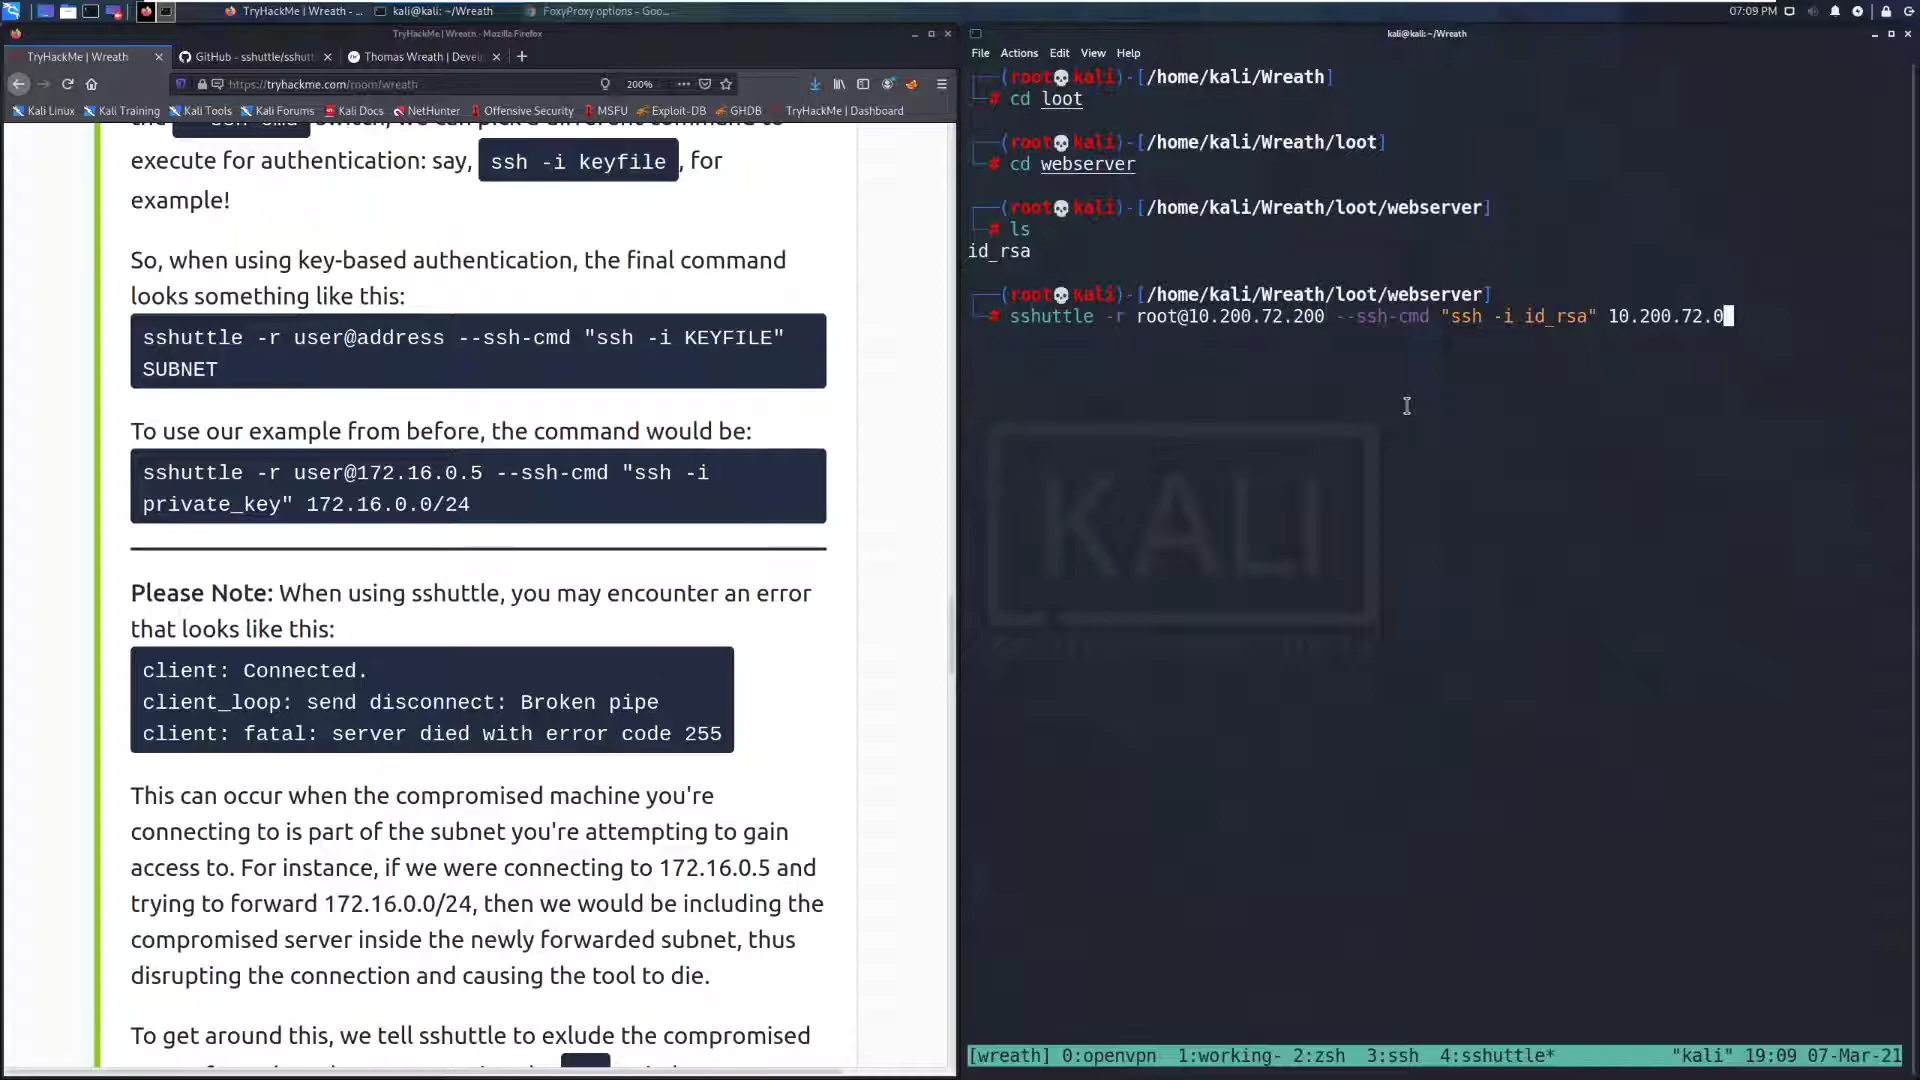 TryHackMe | Wreath - ...
kali@kali: ~/Wreath
FoxyProxy options – Goo...
07:09 PM
TryHackMe | Wreath - Mozilla Firefox
TryHackMe | Wreath
GitHub - sshuttle/sshutt
Thomas Wreath | Develo
https://tryhackme.com/room/wreath
200%
Kali Linux
Kali Training
Kali Tools
Kali Forums
Kali Docs
NetHunter
Offensive Security
MSFU
Exploit-DB
GHDB
TryHackMe | Dashboard
execute for authentication: say, ssh -i keyfile , for
example!
So, when using key-based authentication, the final command
looks something like this:
sshuttle -r user@address --ssh-cmd "ssh -i KEYFILE"
SUBNET
To use our example from before, the command would be:
sshuttle -r user@172.16.0.5 --ssh-cmd "ssh -i
private_key" 172.16.0.0/24
Please Note: When using sshuttle, you may encounter an error
that looks like this:
client: Connected.
client_loop: send disconnect: Broken pipe
client: fatal: server died with error code 255
This can occur when the compromised machine you're
connecting to is part of the subnet you're attempting to gain
access to. For instance, if we were connecting to 172.16.0.5 and
trying to forward 172.16.0.0/24, then we would be including the
compromised server inside the newly forwarded subnet, thus
disrupting the connection and causing the tool to die.
To get around this, we tell sshuttle to exlude the compromised
kali@kali: ~/Wreath
File Actions Edit View Help
(root💀kali)-[/home/kali/Wreath]
# cd loot
(root💀kali)-[/home/kali/Wreath/loot]
# cd webserver
(root💀kali)-[/home/kali/Wreath/loot/webserver]
# ls
id_rsa
(root💀kali)-[/home/kali/Wreath/loot/webserver]
# sshuttle -r root@10.200.72.200 --ssh-cmd "ssh -i id_rsa" 10.200.72.0
KALI
[wreath] 0:openvpn 1:working- 2:zsh 3:ssh 4:sshuttle* "kali" 19:09 07-Mar-21